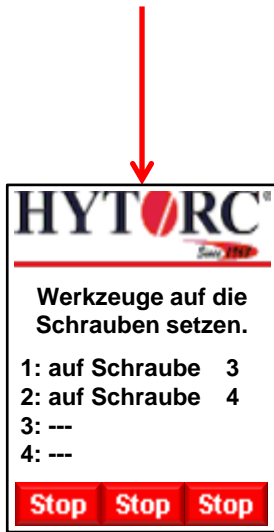 HYTORC®
Since 1968
Werkzeuge auf die
Schrauben setzen.
1: auf Schraube 3
2: auf Schraube 4
3: ---
4: ---
Stop Stop Stop